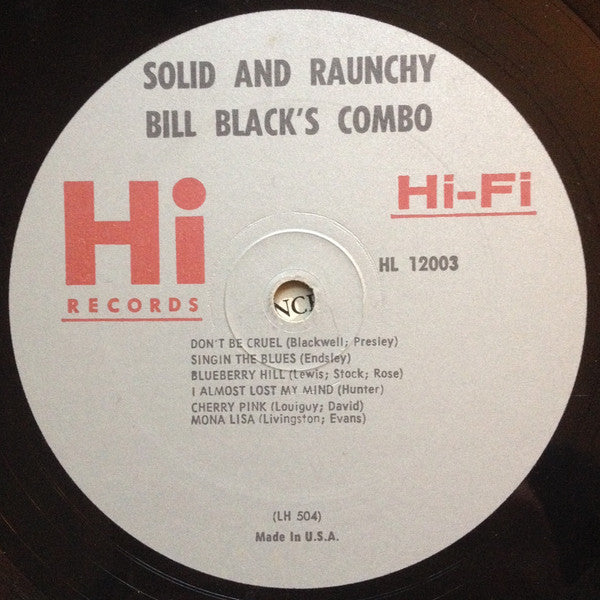 SOLID AND RAUNCHY
BILL BLACK'S COMBO
Hi
RECORDS
Hi-Fi
HL 12003
NCE
DON'T BE CRUEL (Blackwell; Presley)
SINGIN THE BLUES (Endsley)
BLUEBERRY HILL (Lewis; Stock; Rose)
I ALMOST LOST MY MIND (Hunter)
CHERRY PINK (Louiguy; David)
MONA LISA (Livingston; Evans)
(LH 504)
Made In U.S.A.